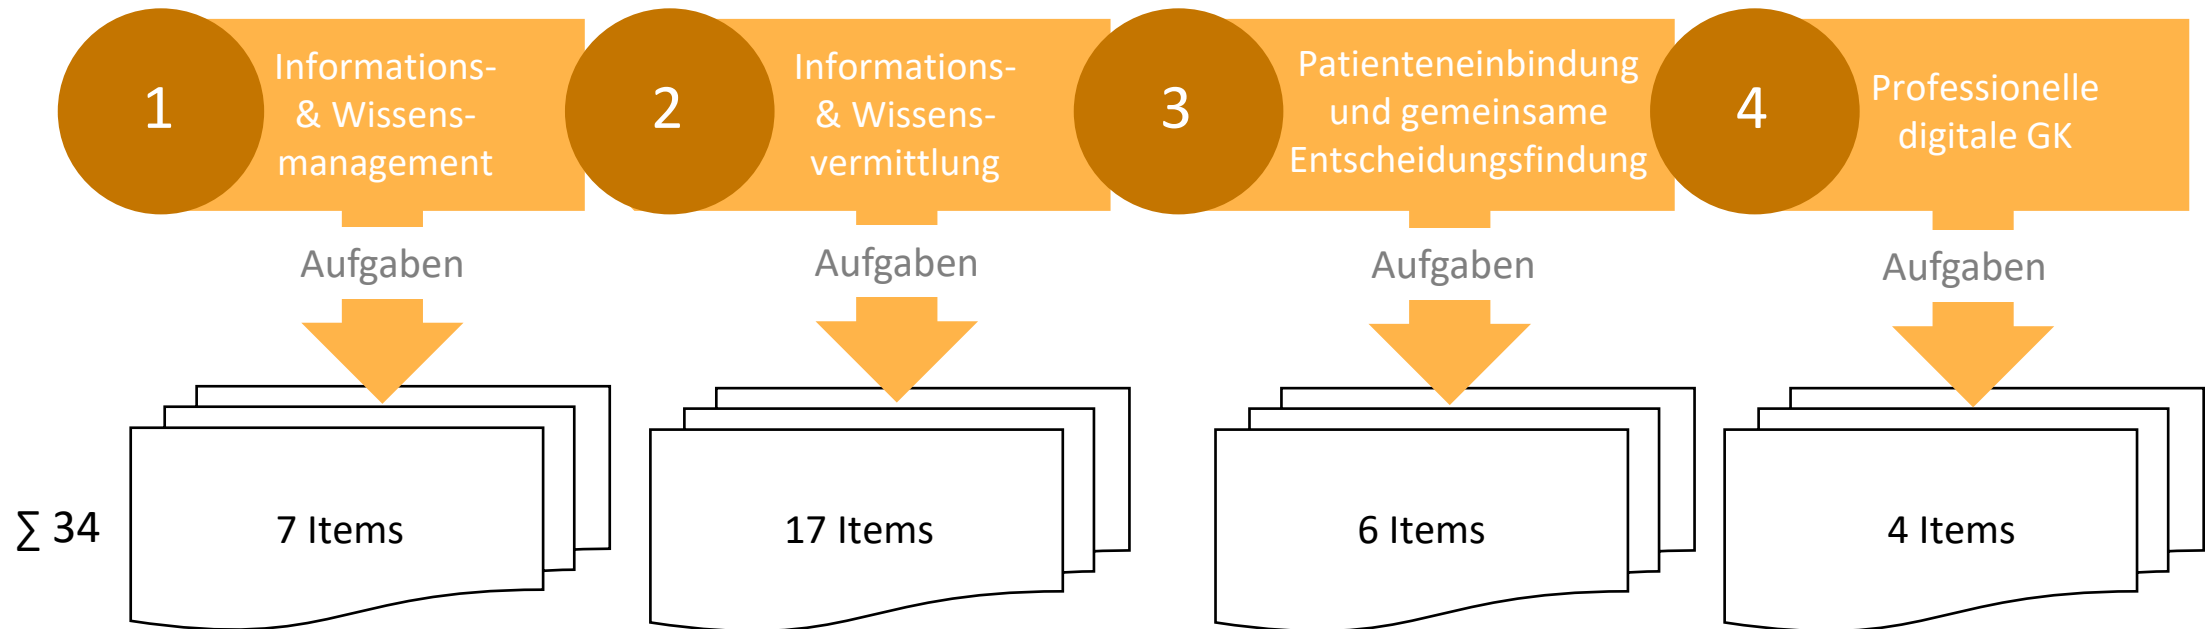 1
Informations-
& Wissens-
management
2
Informations-
& Wissens-
vermittlung
3
Patienteneinbindung
und gemeinsame
Entscheidungsfindung
4
Professionelle
digitale GK
Aufgaben
Aufgaben
Aufgaben
Aufgaben
∑ 34
7 Items
17 Items
6 Items
4 Items